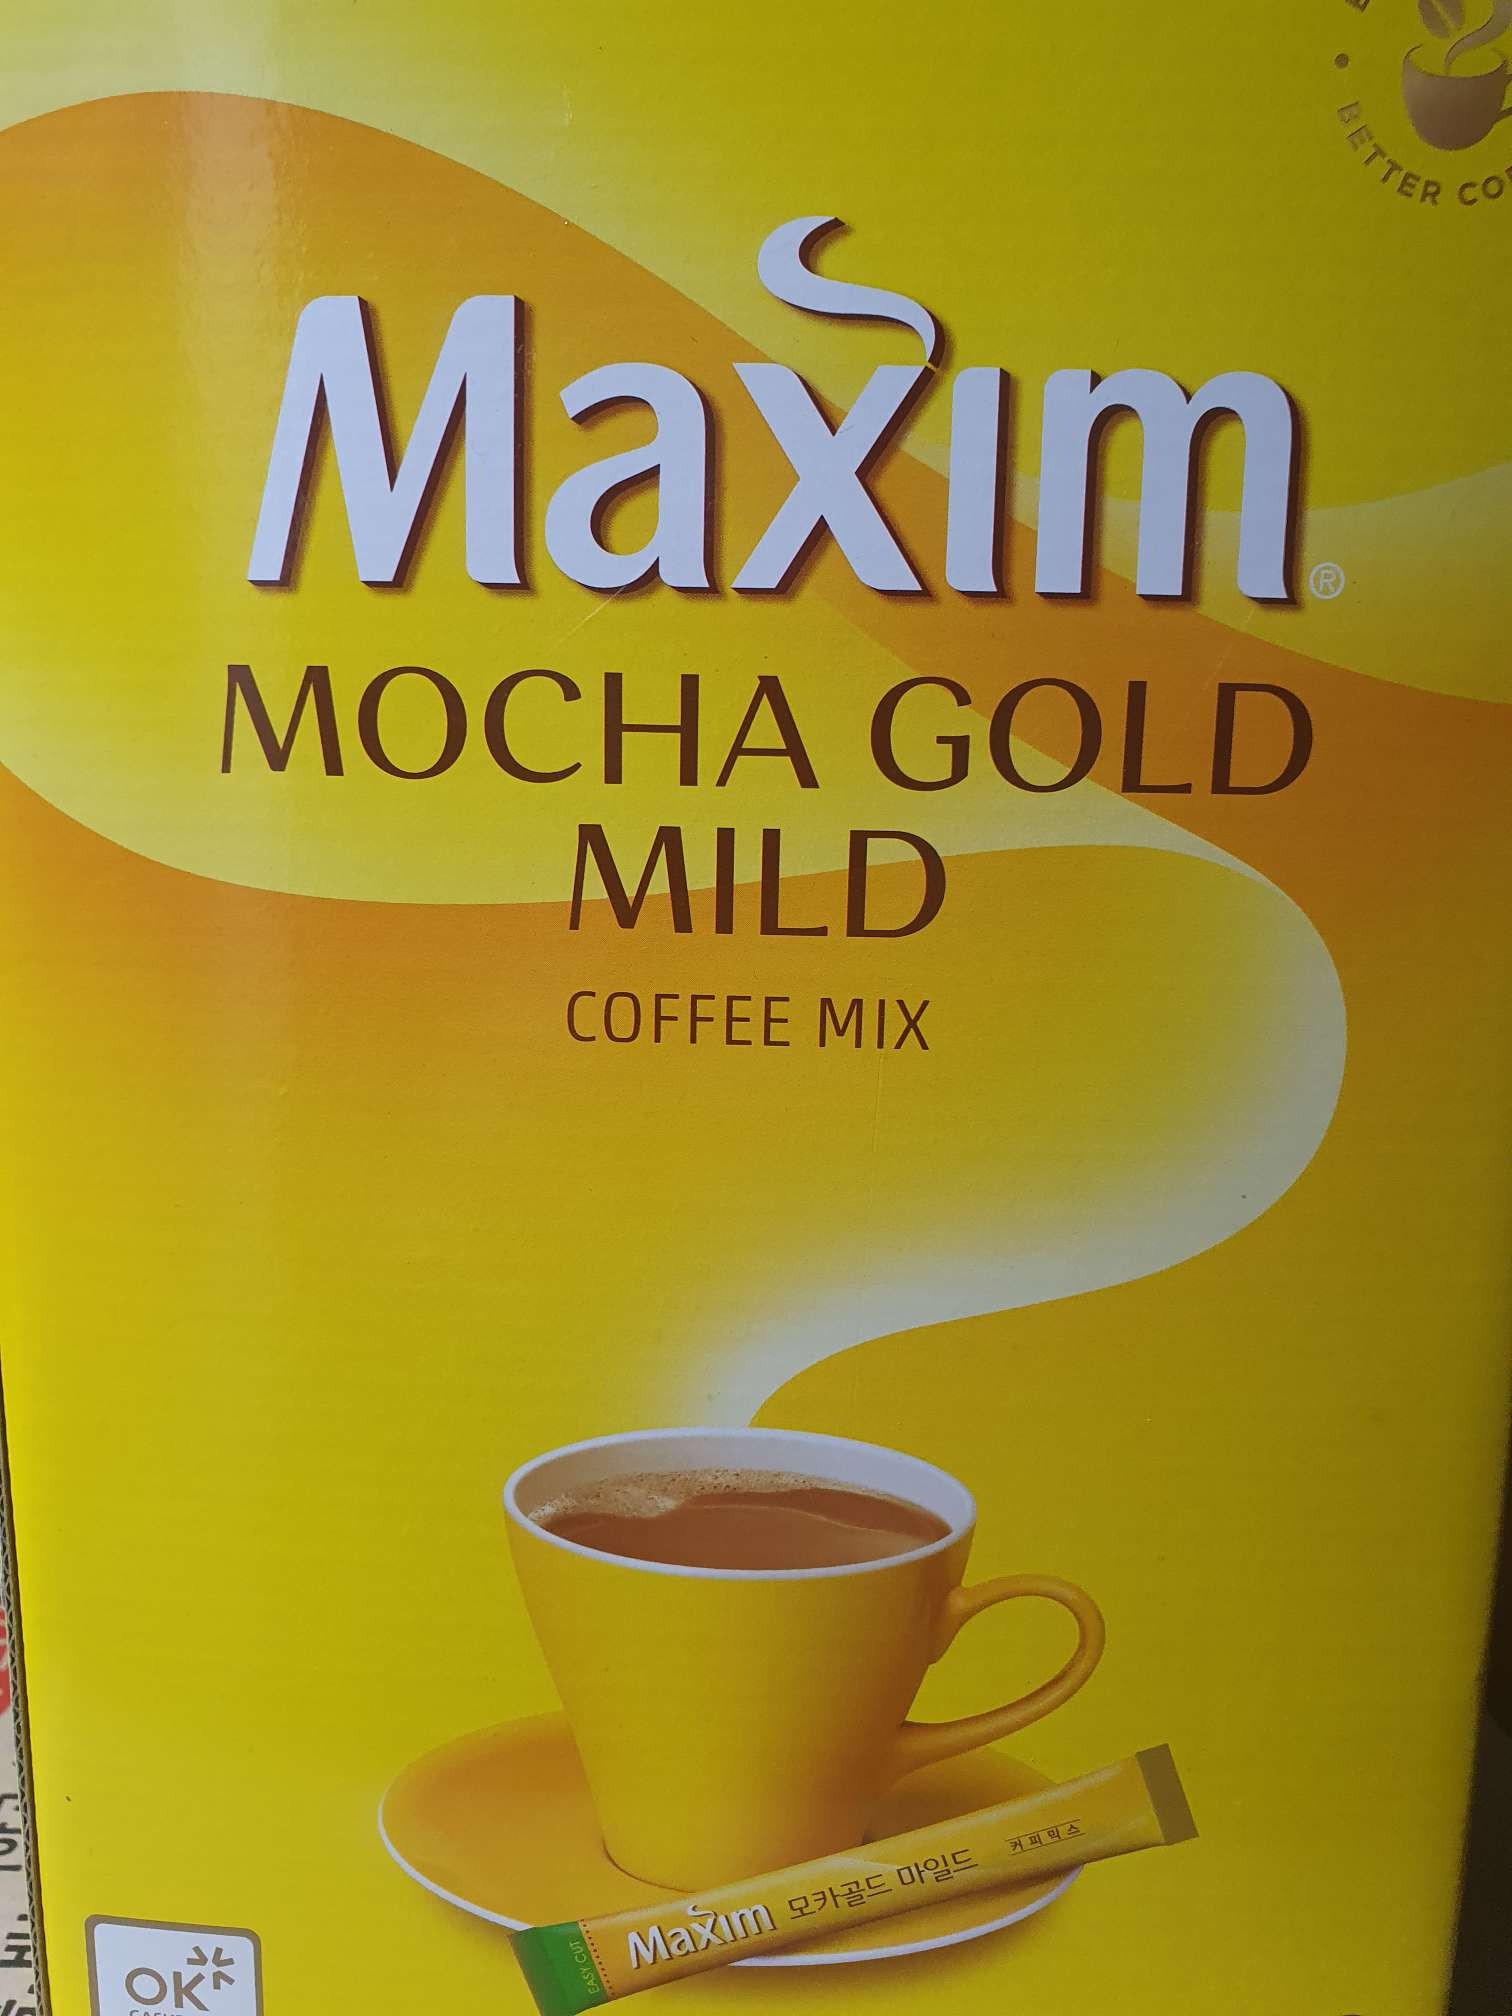 BETTER
Maxim®
MOCHA GOLD
MILD
COFFEE MIX
EASY CUT
Maxim 모카골드 마일드 커피믹스
OK